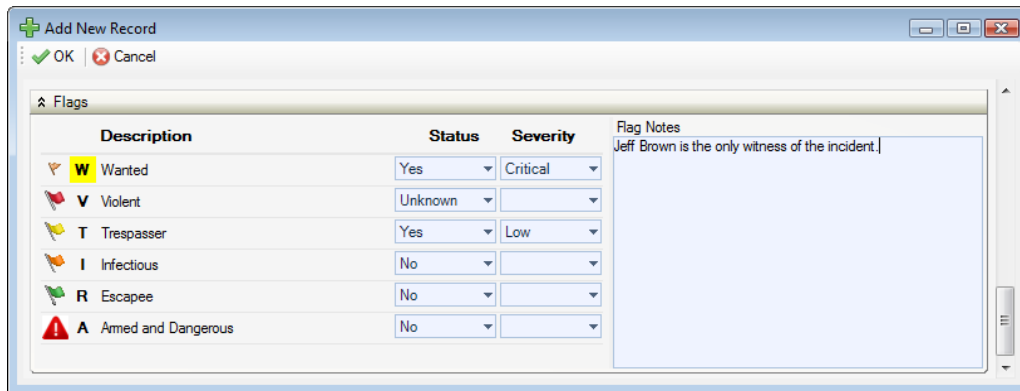 Add New Record
OK Cancel
Flags
Description Status Severity Flag Notes
Jeff Brown is the only witness of the incident.
W Wanted Yes Critical
V Violent Unknown
T Trespasser Yes Low
I Infectious No
R Escapee No
A Armed and Dangerous No